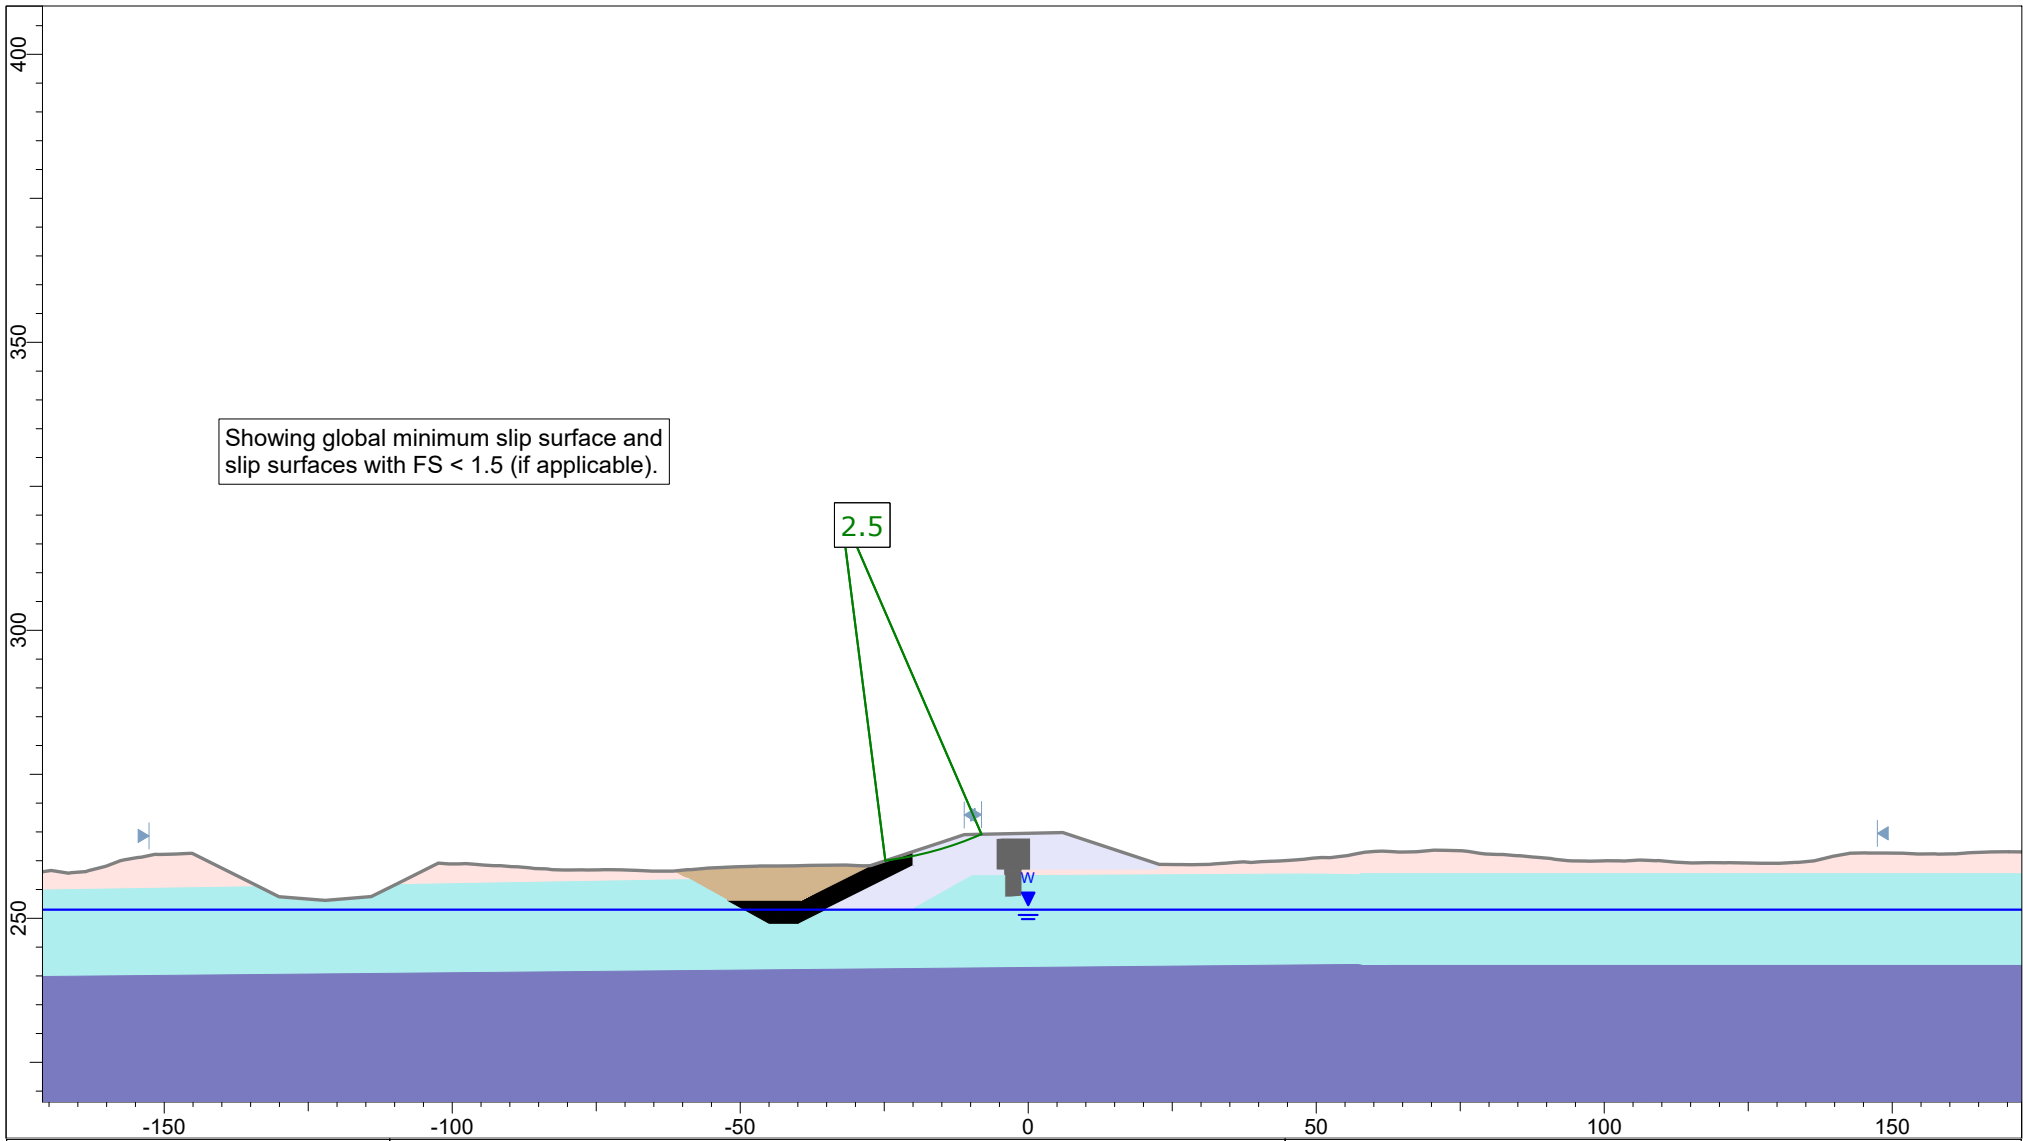 400
350
Showing global minimum slip surface and
slip surfaces with FS < 1.5 (if applicable).
2.5
300
W
250
-150 -100 -50 0 50 100 150